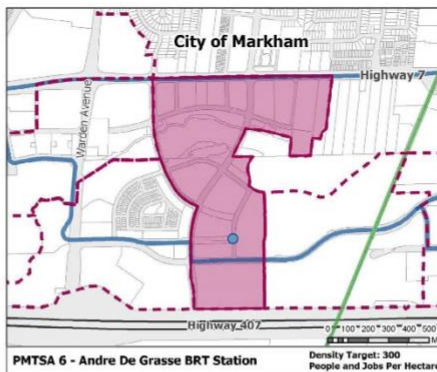 City of Markham
Highway 7
Warden Avenue
Highway 407
0 100 200 300 400 500
M
PMTSA 6 - Andre De Grasse BRT Station
Density Target: 300
People and Jobs Per Hectare